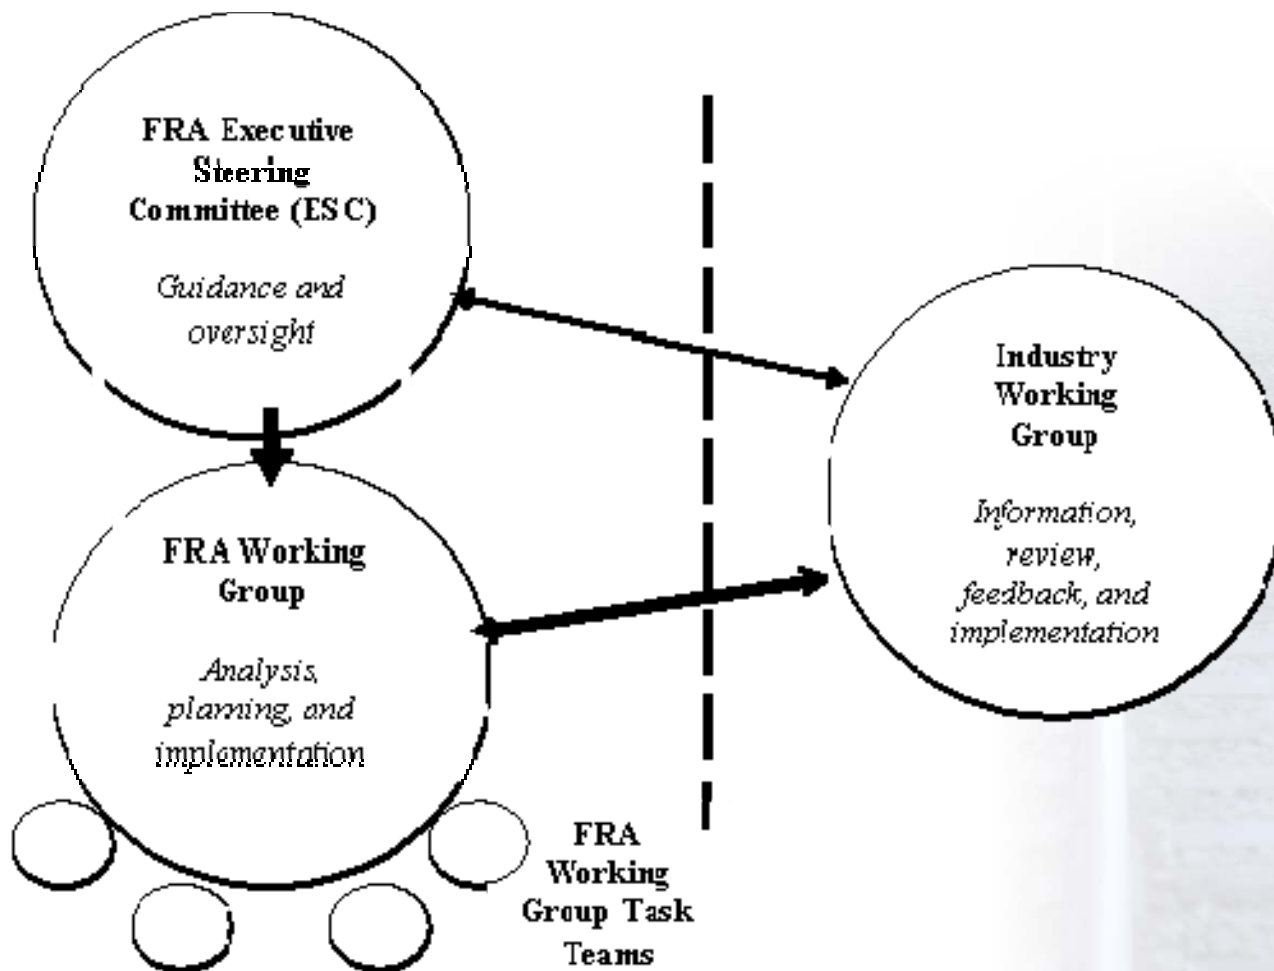 FRA Executive
Steering
Committee (ESC)
Guidance and
oversight
FRA Working
Group
Analysis,
planning, and
implementation
FRA
Working
Group Task
Teams
Industry
Working
Group
Information,
review,
feedback, and
implementation